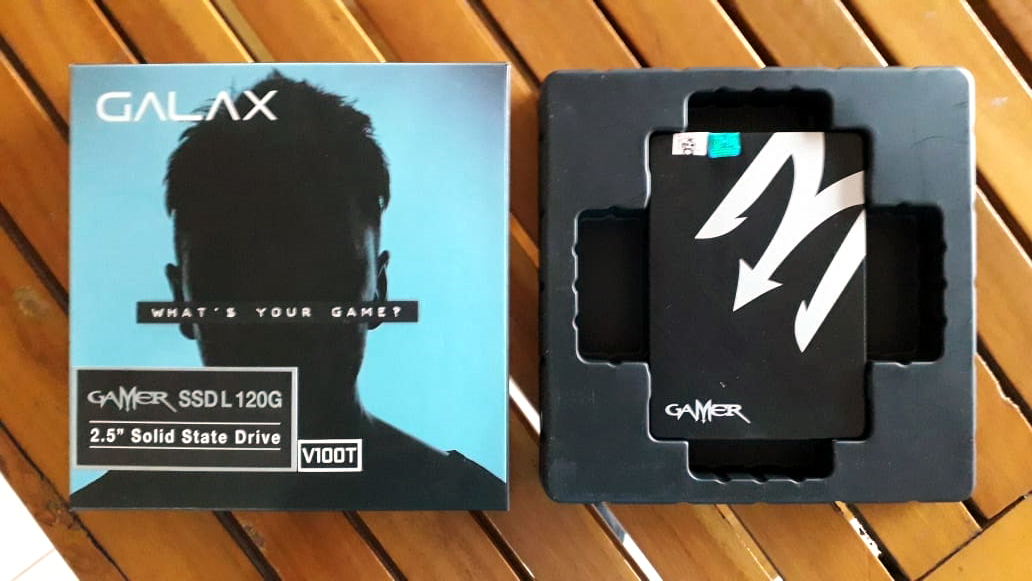 GALAX
WHAT'S YOUR GAME?
GAMER SSD L 120G
2.5" Solid State Drive
V100T
GAMER